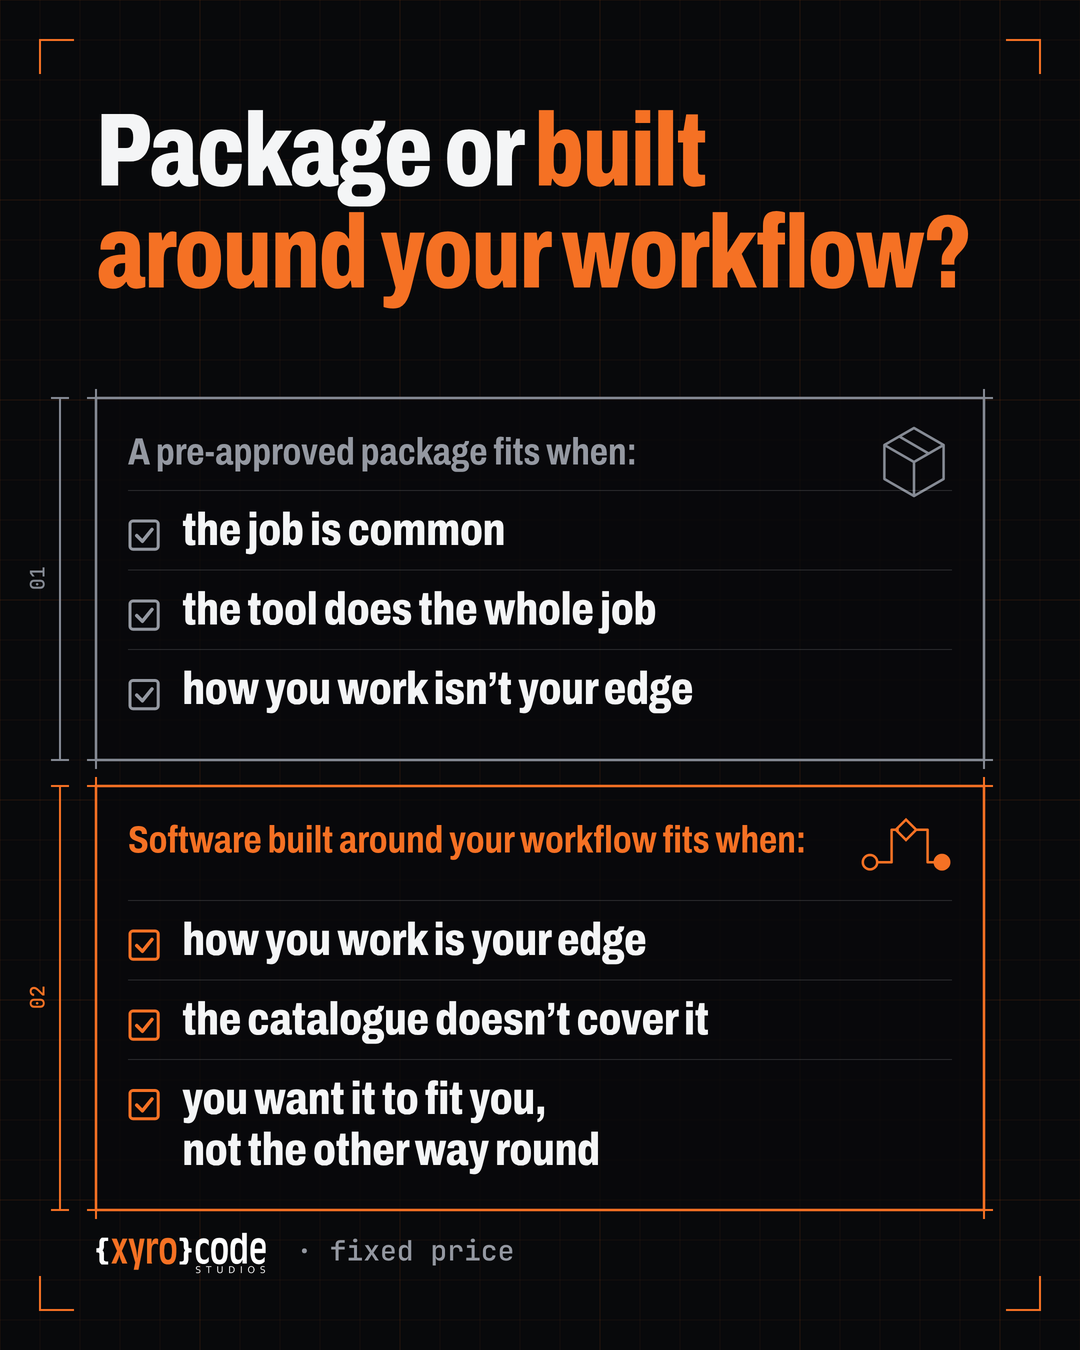 Package or built
around your workflow?
01
A pre-approved package fits when:
the job is common
the tool does the whole job
how you work isn’t your edge
02
Software built around your workflow fits when:
how you work is your edge
the catalogue doesn’t cover it
you want it to fit you,
not the other way round
{xyro}code
STUDIOS
· fixed price